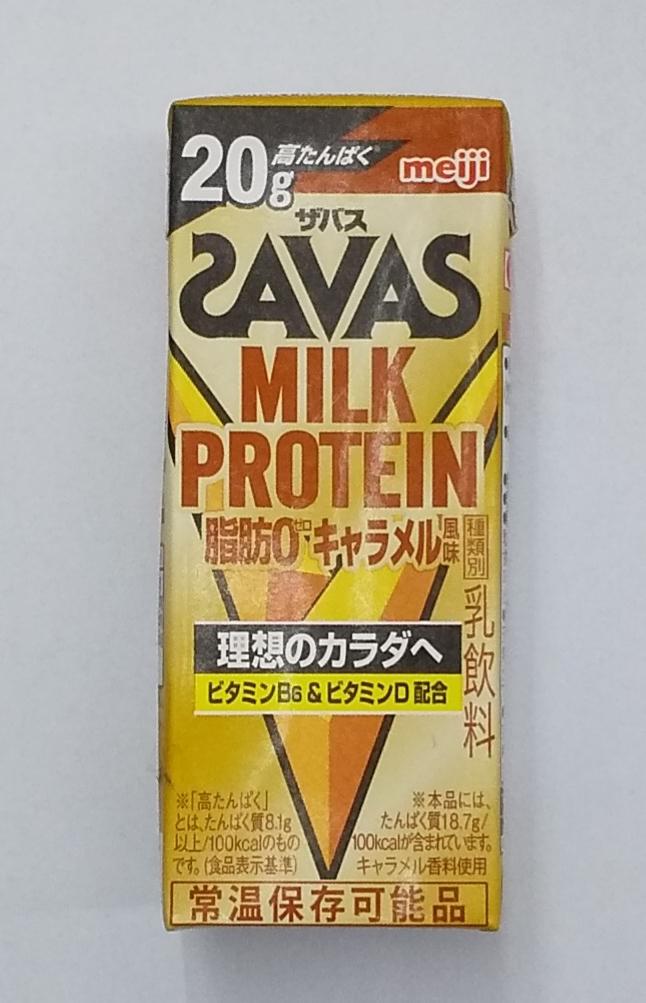 20g 高たんぱく
meiji
ザバス
SAVAS
MILK
PROTEIN
脂肪0ゼロ キャラメル風味
種類別 乳飲料
理想のカラダへ
ビタミンB6 & ビタミンD 配合
※「高たんぱく」
とは、たんぱく質8.1g
以上/100kcalのもの
です。(食品表示基準)
※本品には、
たんぱく質18.7g/
100kcalが含まれています。
キャラメル香料使用
常温保存可能品